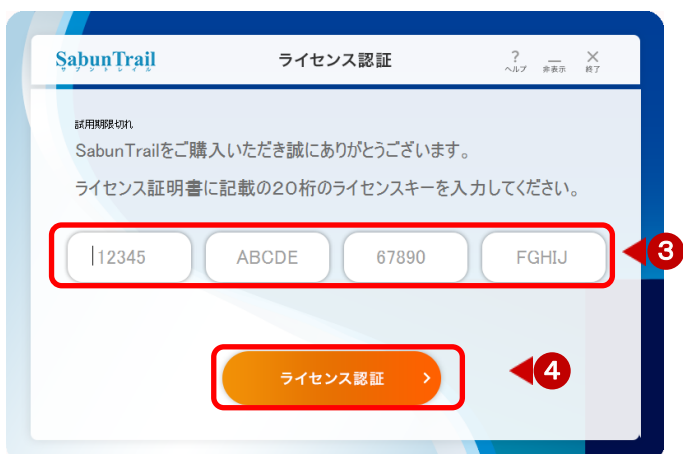 SabunTrail ライセンス認証 ? __ ×
サブントレイル ヘルプ 非表示 終了
試用期限切れ
SabunTrailをご購入いただき誠にありがとうございます。
ライセンス証明書に記載の20桁のライセンスキーを入力してください。
12345 ABCDE 67890 FGHIJ 3
ライセンス認証 > 4